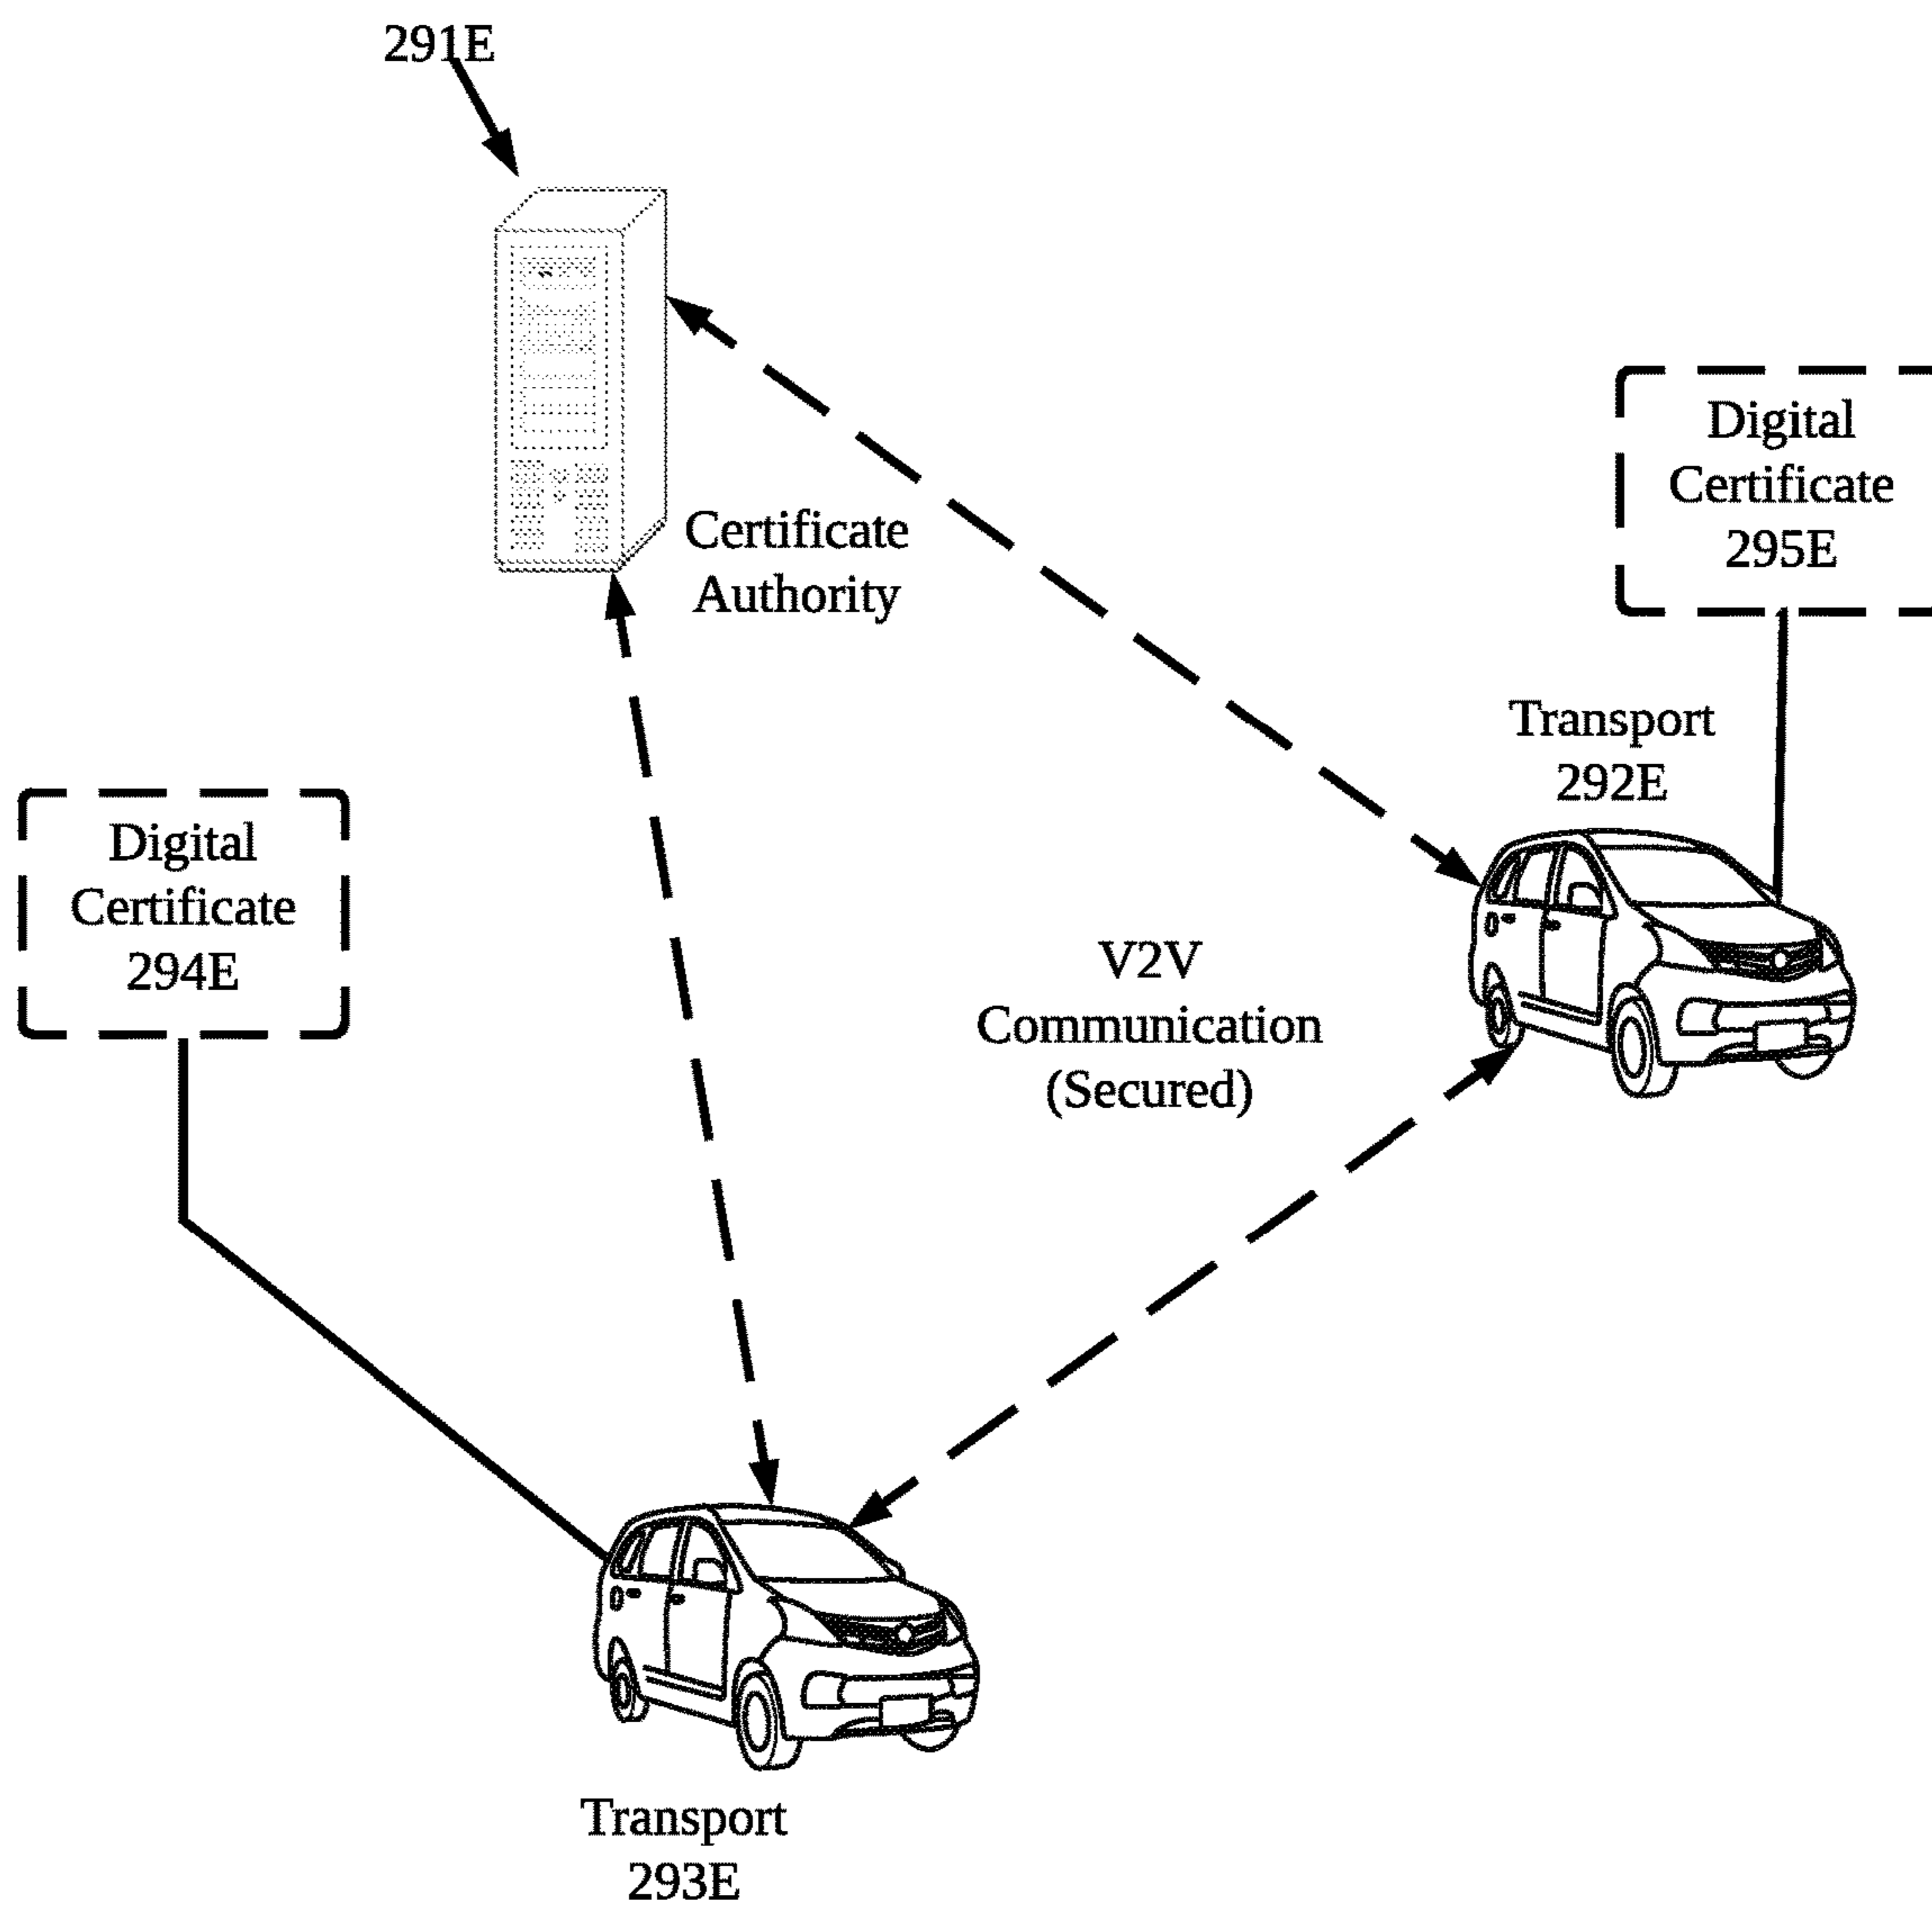 291E
Certificate
Authority
Digital
Certificate
295E
Transport
292E
Digital
Certificate
294E
V2V
Communication
(Secured)
Transport
293E